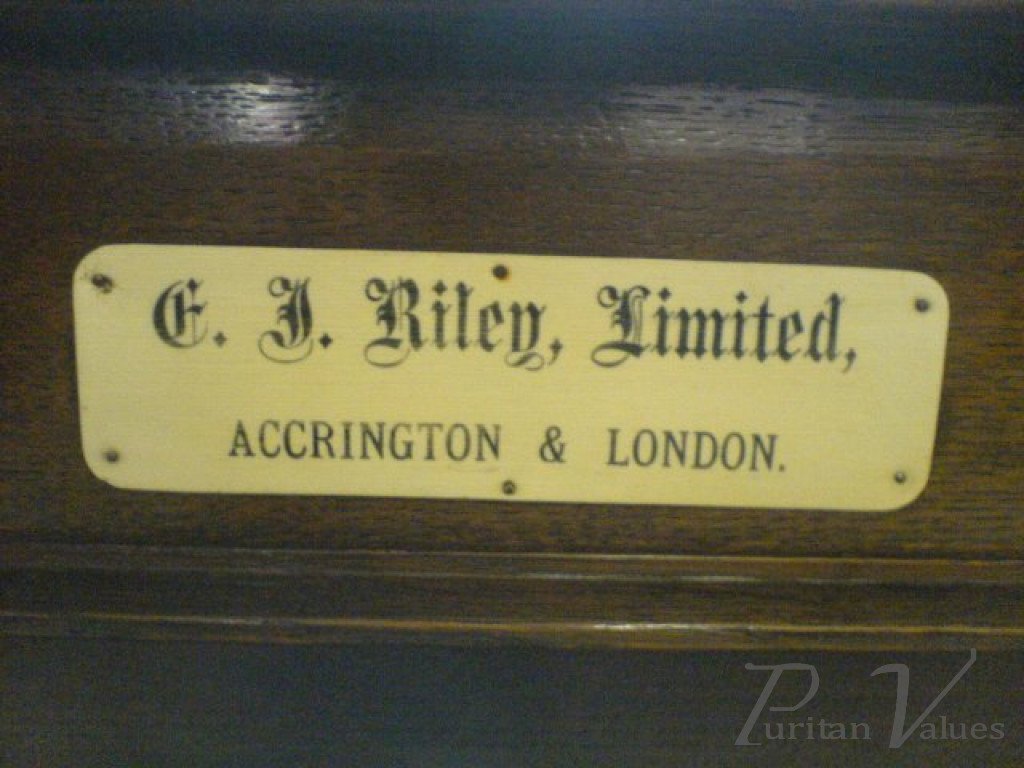 E. J. Riley, Limited,
ACCRINGTON & LONDON.
Puritan Values